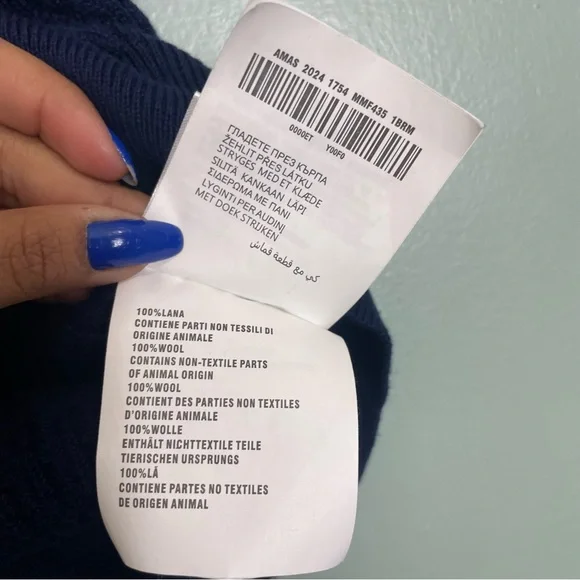 AMAS 2024 1754 MMF435 1BRM
0000ET Y00F0
ГЛАДЕТЕ ПРЕЗ КЪРПА
ŽEHLIT PŘES LÁTKU
STRYGES MED ET KLÆDE
SILITÄ KANKAAN LÄPI
ΣΙΔΕΡΩΜΑ ΜΕ ΠΑΝΙ
LYGINTI PER AUDINĮ
MET DOEK STRIJKEN
كي مع قطعة قماش
100%LANA
CONTIENE PARTI NON TESSILI DI
ORIGINE ANIMALE
100%WOOL
CONTAINS NON-TEXTILE PARTS
OF ANIMAL ORIGIN
100%WOOL
CONTIENT DES PARTIES NON TEXTILES
D'ORIGINE ANIMALE
100%WOLLE
ENTHÄLT NICHTTEXTILE TEILE
TIERISCHEN URSPRUNGS
100%LÃ
CONTIENE PARTES NO TEXTILES
DE ORIGEN ANIMAL